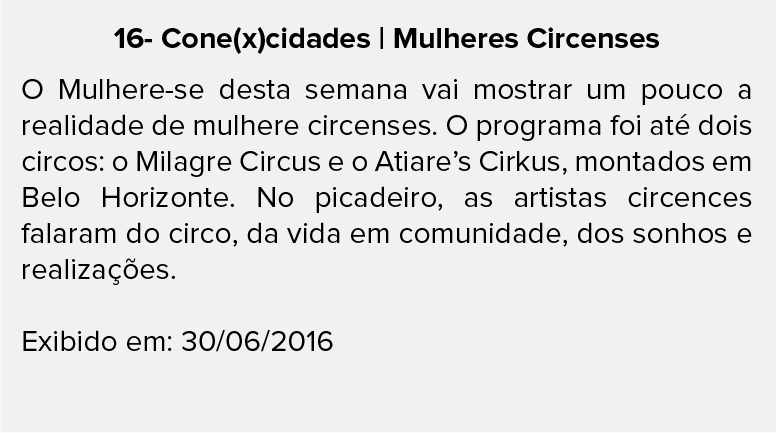 16- Cone(x)cidades | Mulheres Circenses
O Mulhere-se desta semana vai mostrar um pouco a
realidade de mulhere circenses. O programa foi até dois
circos: o Milagre Circus e o Atiare’s Cirkus, montados em
Belo Horizonte. No picadeiro, as artistas circences
falaram do circo, da vida em comunidade, dos sonhos e
realizações.
Exibido em: 30/06/2016